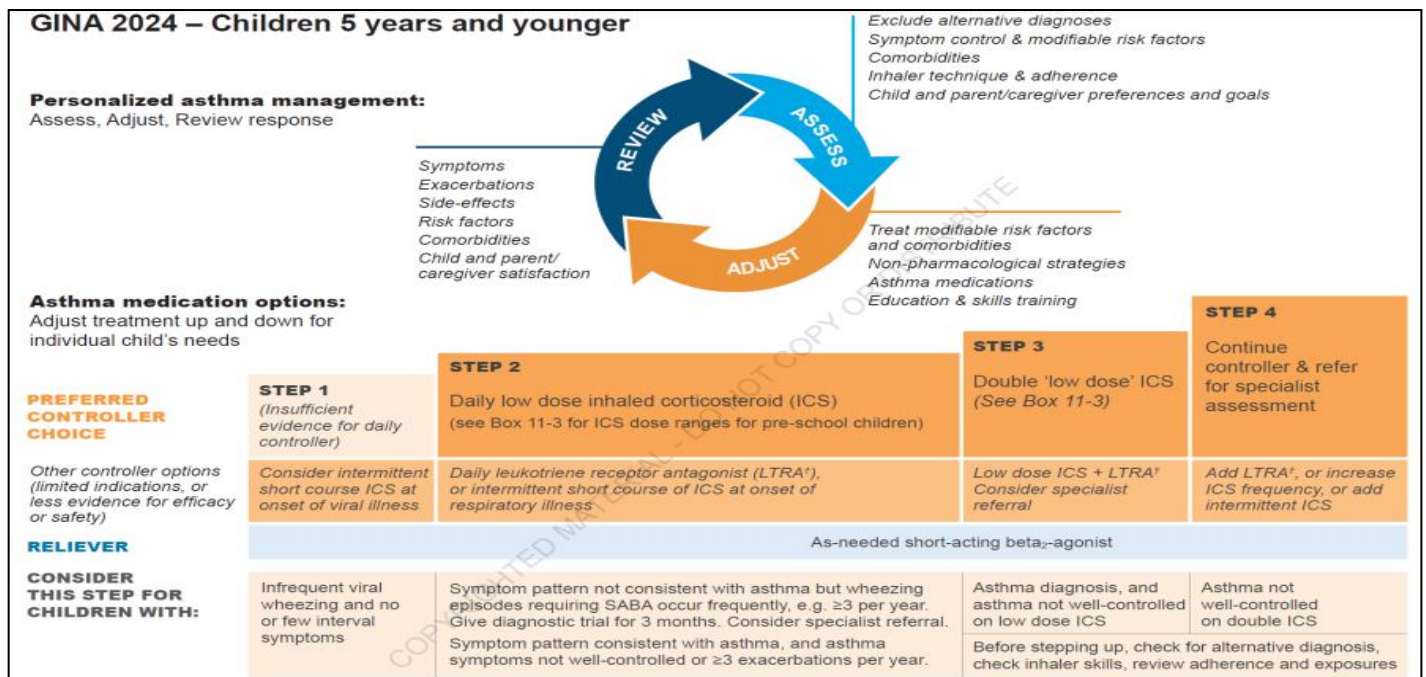 GINA 2024 – Children 5 years and younger
Personalized asthma management:
Assess, Adjust, Review response
Exclude alternative diagnoses
Symptom control & modifiable risk factors
Comorbidities
Inhaler technique & adherence
Child and parent/caregiver preferences and goals
REVIEW
ASSESS
ADJUST
Symptoms
Exacerbations
Side-effects
Risk factors
Comorbidities
Child and parent/
caregiver satisfaction
Treat modifiable risk factors
and comorbidities
Non-pharmacological strategies
Asthma medications
Education & skills training
Asthma medication options:
Adjust treatment up and down for
individual child's needs
PREFERRED
CONTROLLER
CHOICE
STEP 1
(Insufficient
evidence for daily
controller)
STEP 2
Daily low dose inhaled corticosteroid (ICS)
(see Box 11-3 for ICS dose ranges for pre-school children)
STEP 3
Double 'low dose' ICS
(See Box 11-3)
STEP 4
Continue
controller & refer
for specialist
assessment
Other controller options
(limited indications, or
less evidence for efficacy
or safety)
Consider intermittent
short course ICS at
onset of viral illness
Daily leukotriene receptor antagonist (LTRA†),
or intermittent short course of ICS at onset of
respiratory illness
Low dose ICS + LTRA†
Consider specialist
referral
Add LTRA†, or increase
ICS frequency, or add
intermittent ICS
RELIEVER
As-needed short-acting beta₂-agonist
CONSIDER
THIS STEP FOR
CHILDREN WITH:
Infrequent viral
wheezing and no
or few interval
symptoms
Symptom pattern not consistent with asthma but wheezing
episodes requiring SABA occur frequently, e.g. ≥3 per year.
Give diagnostic trial for 3 months. Consider specialist referral.
Symptom pattern consistent with asthma, and asthma
symptoms not well-controlled or ≥3 exacerbations per year.
Asthma diagnosis, and
asthma not well-controlled
on low dose ICS
Asthma not
well-controlled
on double ICS
Before stepping up, check for alternative diagnosis,
check inhaler skills, review adherence and exposures
COPYRIGHTED MATERIAL - DO NOT COPY OR DISTRIBUTE